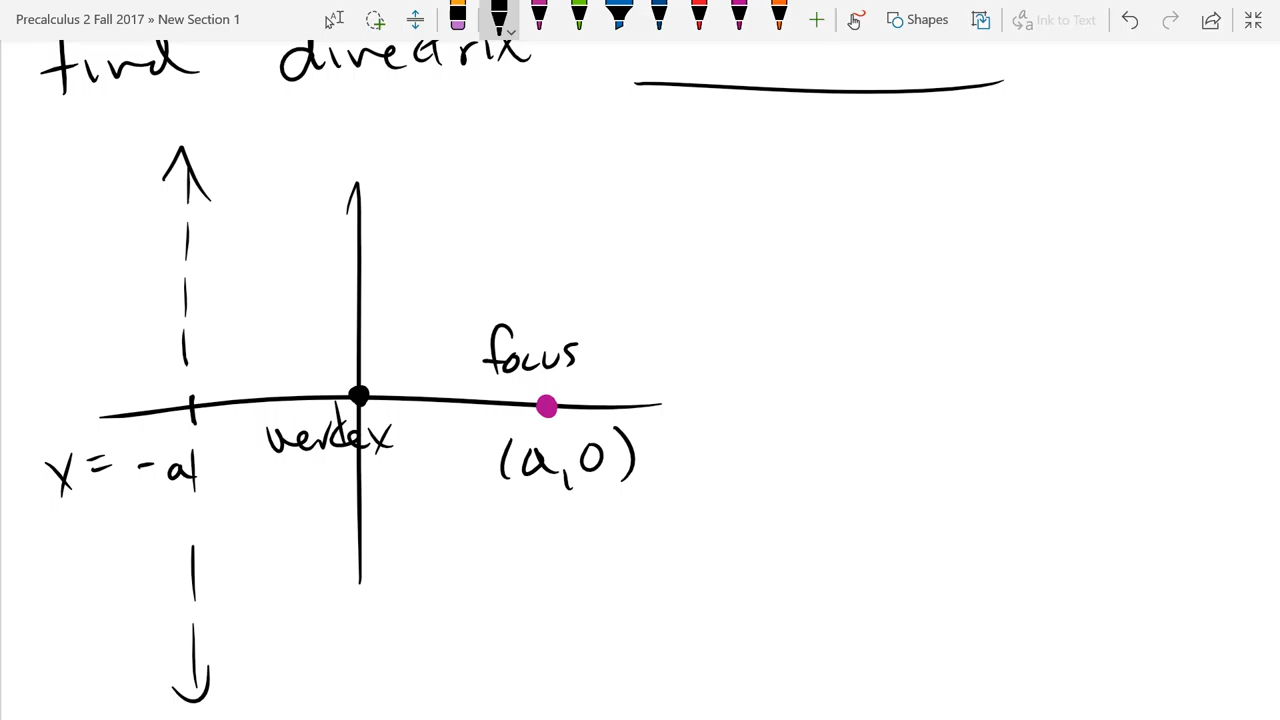 Precalculus 2 Fall 2017 » New Section 1
Shapes
Ink to Text
find directrix
focus
vertex
(a,0)
x = -a